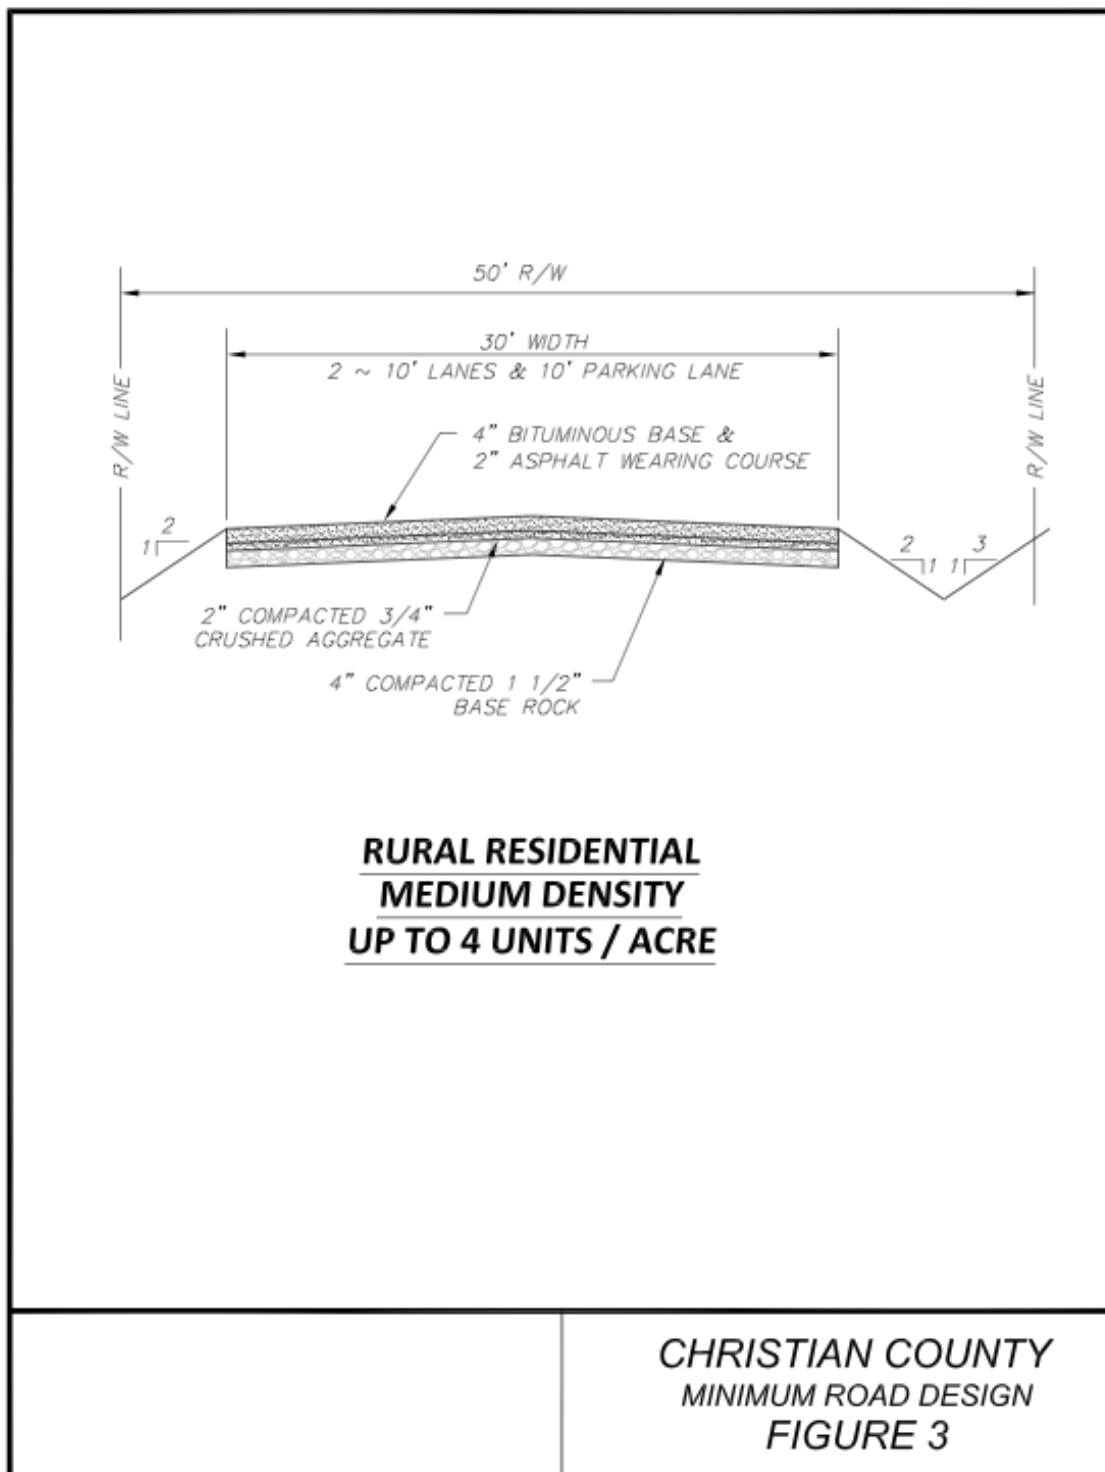 50' R/W
30' WIDTH
2 ~ 10' LANES & 10' PARKING LANE
R/W LINE
R/W LINE
4" BITUMINOUS BASE &
2" ASPHALT WEARING COURSE
2
1
2
1
1
3
2" COMPACTED 3/4"
CRUSHED AGGREGATE
4" COMPACTED 1 1/2"
BASE ROCK
RURAL RESIDENTIAL
MEDIUM DENSITY
UP TO 4 UNITS / ACRE
CHRISTIAN COUNTY
MINIMUM ROAD DESIGN
FIGURE 3